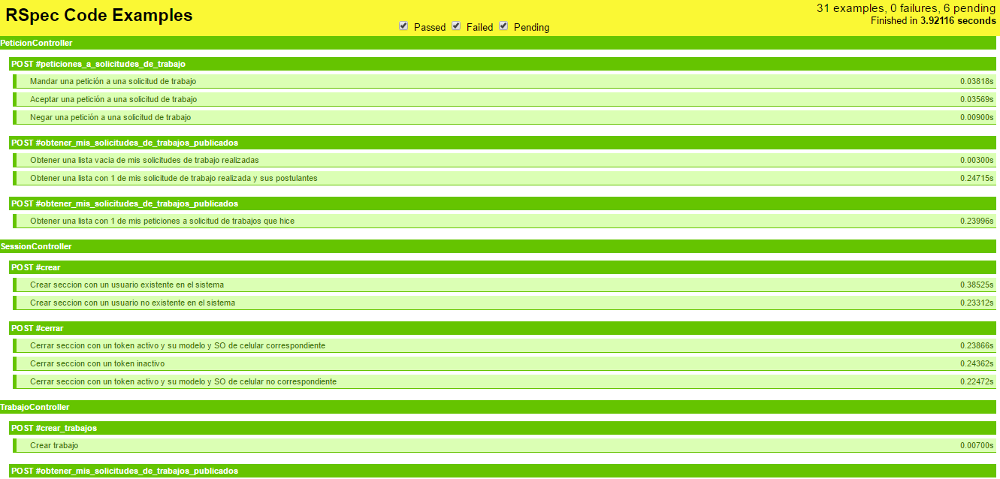 RSpec Code Examples
31 examples, 0 failures, 6 pending
Finished in 3.92116 seconds
Passed Failed Pending
PeticionController
POST #peticiones_a_solicitudes_de_trabajo
Mandar una petición a una solicitud de trabajo 0.03818s
Aceptar una petición a una solicitud de trabajo 0.03569s
Negar una petición a una solicitud de trabajo 0.00900s
POST #obtener_mis_solicitudes_de_trabajos_publicados
Obtener una lista vacia de mis solicitudes de trabajo realizadas 0.00300s
Obtener una lista con 1 de mis solicitude de trabajo realizada y sus postulantes 0.24715s
POST #obtener_mis_solicitudes_de_trabajos_publicados
Obtener una lista con 1 de mis peticiones a solicitud de trabajos que hice 0.23996s
SessionController
POST #crear
Crear seccion con un usuario existente en el sistema 0.38525s
Crear seccion con un usuario no existente en el sistema 0.23312s
POST #cerrar
Cerrar seccion con un token activo y su modelo y SO de celular correspondiente 0.23866s
Cerrar seccion con un token inactivo 0.24362s
Cerrar seccion con un token activo y su modelo y SO de celular no correspondiente 0.22472s
TrabajoController
POST #crear_trabajos
Crear trabajo 0.00700s
POST #obtener_mis_solicitudes_de_trabajos_publicados